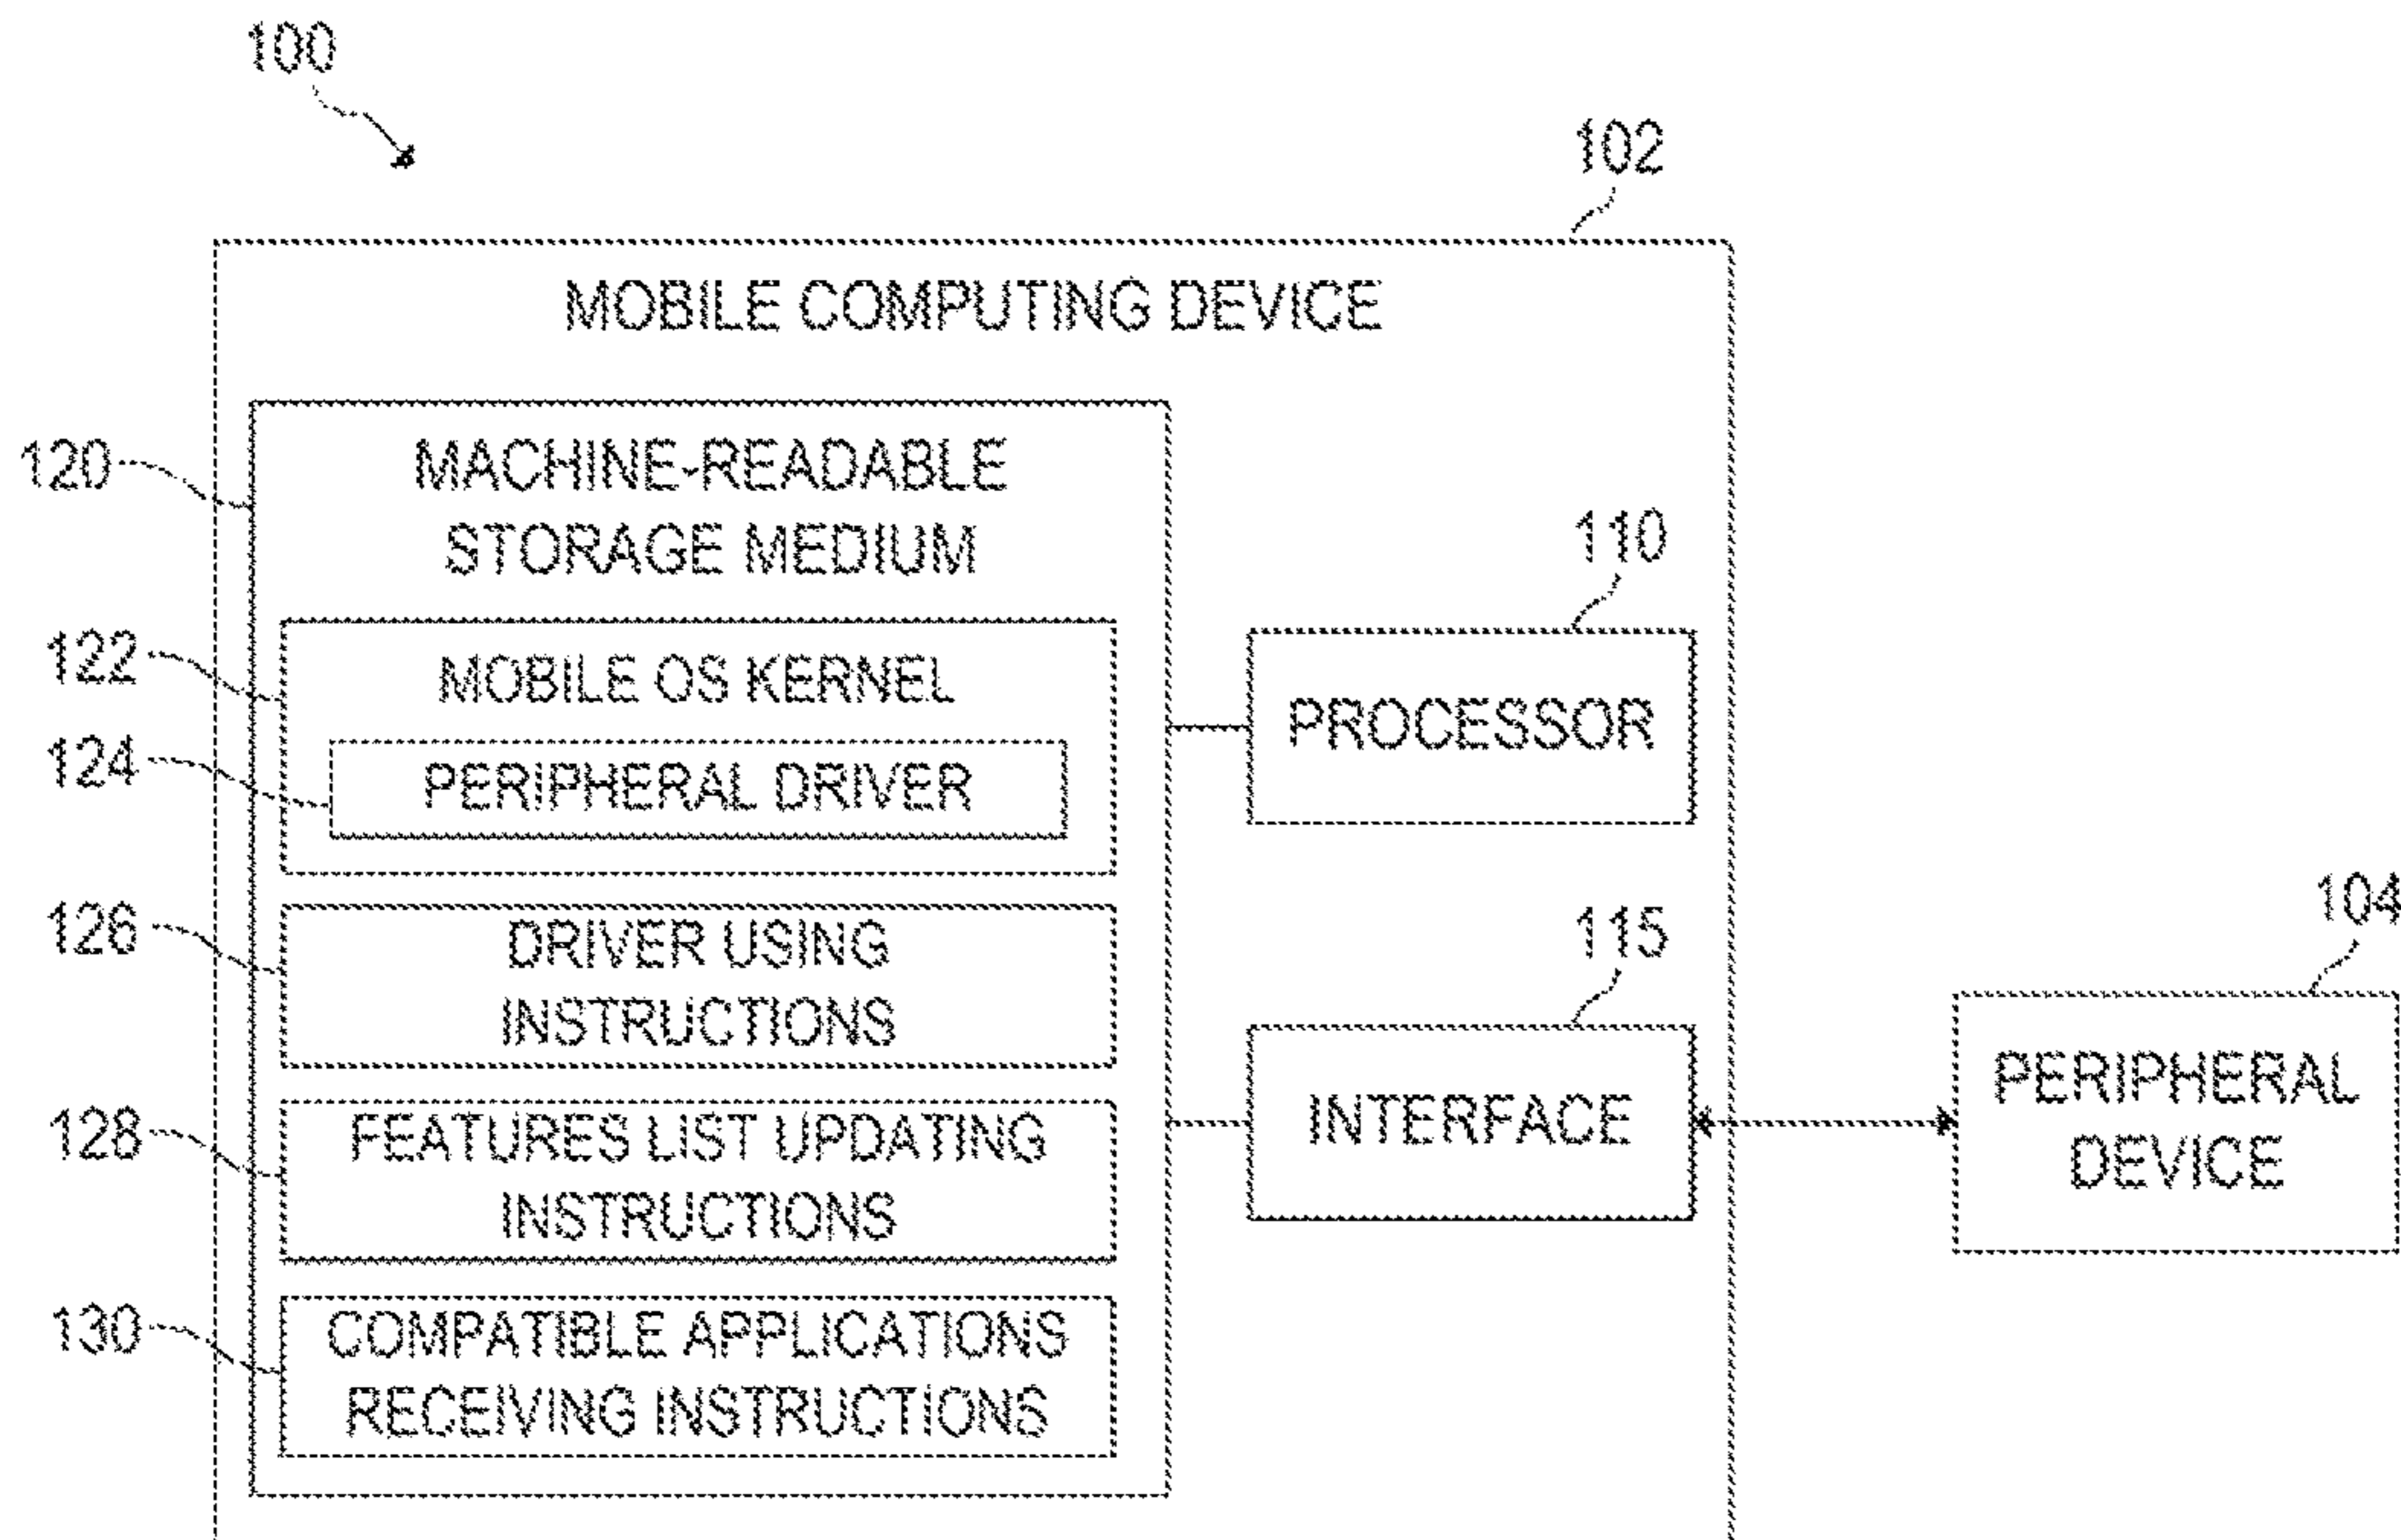 100
102
MOBILE COMPUTING DEVICE
120
MACHINE-READABLE
STORAGE MEDIUM
110
122
MOBILE OS KERNEL
PROCESSOR
124
PERIPHERAL DRIVER
104
126
DRIVER USING
INSTRUCTIONS
115
PERIPHERAL
DEVICE
INTERFACE
128
FEATURES LIST UPDATING
INSTRUCTIONS
130
COMPATIBLE APPLICATIONS
RECEIVING INSTRUCTIONS